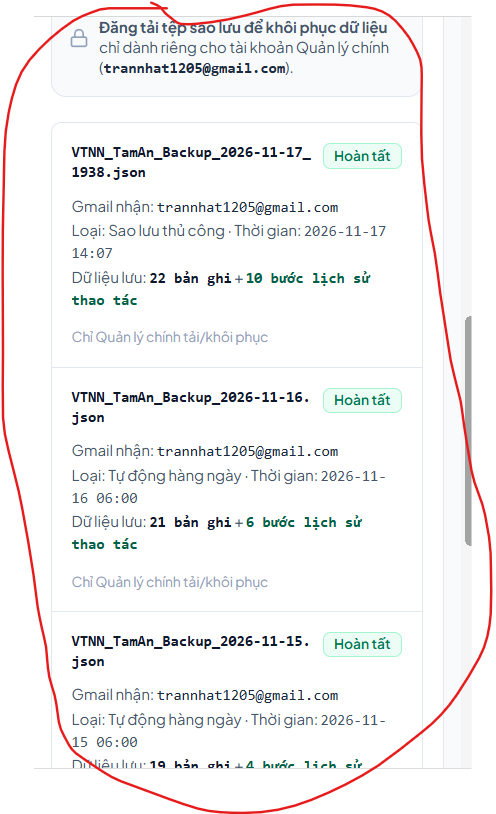 Đăng tải tệp sao lưu để khôi phục dữ liệu
chỉ dành riêng cho tài khoản Quản lý chính
(trannhat1205@gmail.com).
VTNN_TamAn_Backup_2026-11-17_
1938.json
Hoàn tất
Gmail nhận: trannhat1205@gmail.com
Loại: Sao lưu thủ công · Thời gian: 2026-11-17
14:07
Dữ liệu lưu: 22 bản ghi + 10 bước lịch sử
thao tác
Chỉ Quản lý chính tải/khôi phục
VTNN_TamAn_Backup_2026-11-16.
json
Hoàn tất
Gmail nhận: trannhat1205@gmail.com
Loại: Tự động hàng ngày · Thời gian: 2026-11-
16 06:00
Dữ liệu lưu: 21 bản ghi + 6 bước lịch sử
thao tác
Chỉ Quản lý chính tải/khôi phục
VTNN_TamAn_Backup_2026-11-15.
json
Hoàn tất
Gmail nhận: trannhat1205@gmail.com
Loại: Tự động hàng ngày · Thời gian: 2026-11-
15 06:00
Dữ liệu lưu: 19 bản ghi + 4 bước lịch sử